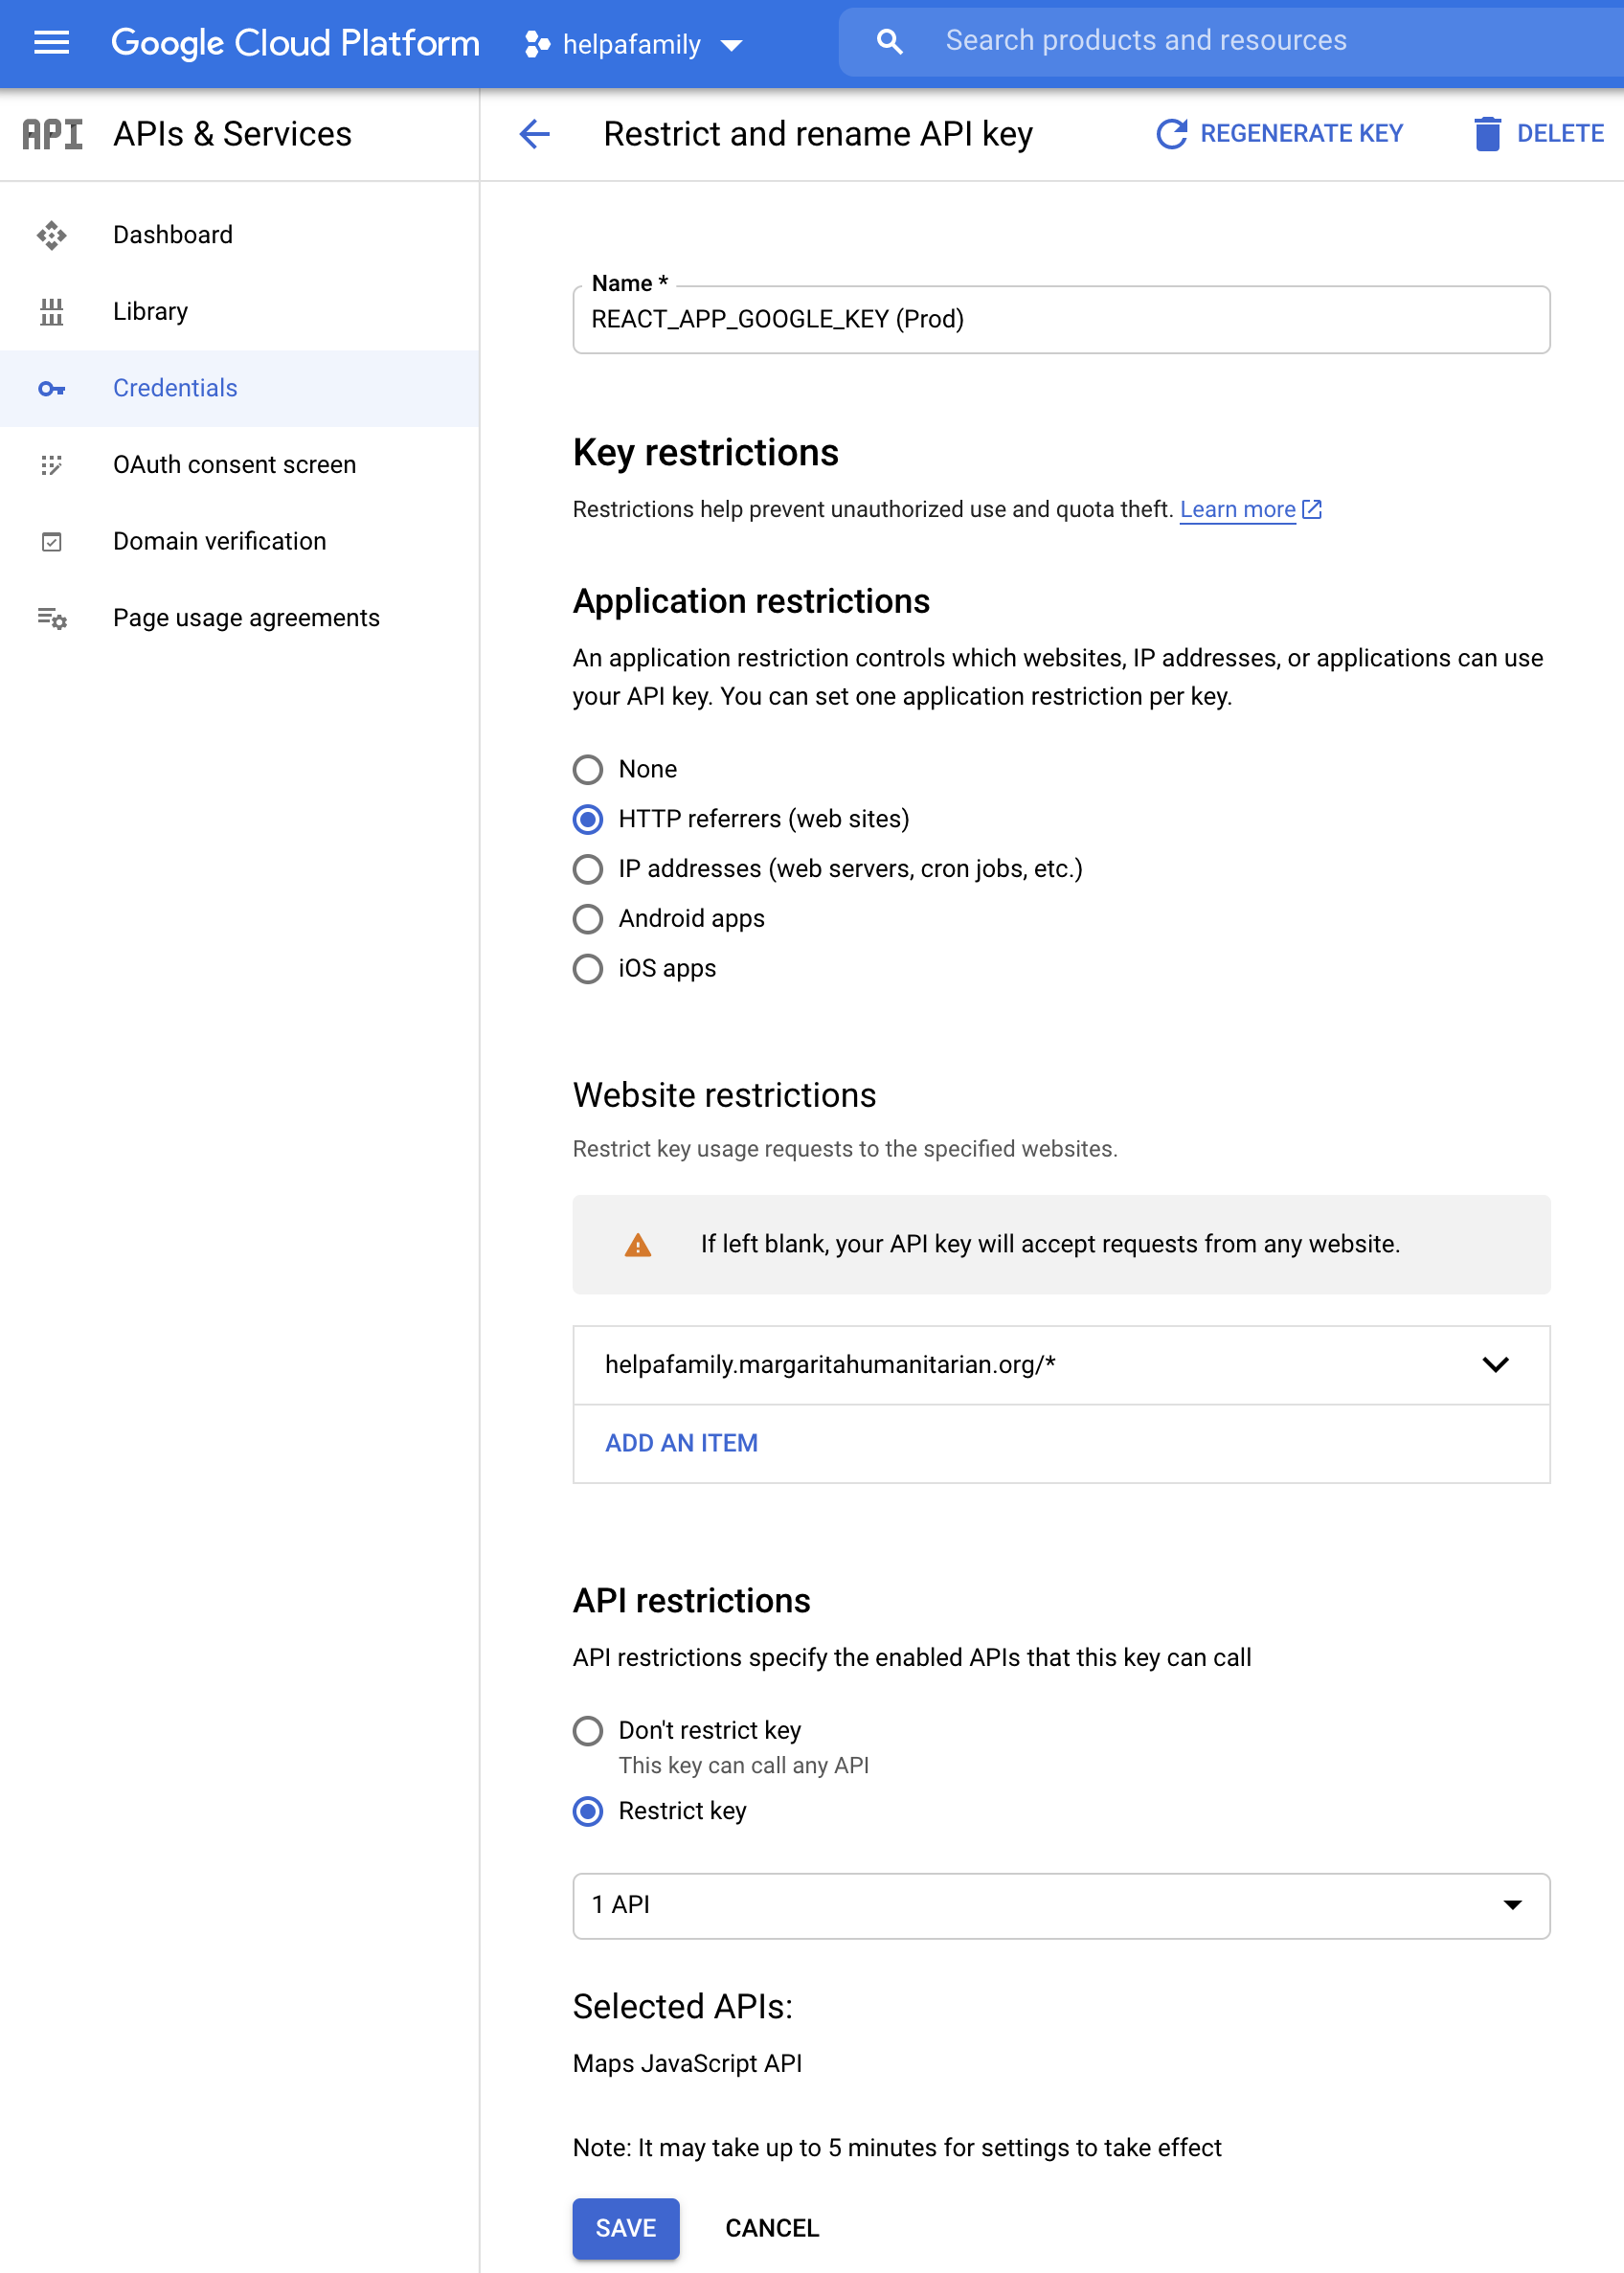 Google Cloud Platform
helpafamily
Search products and resources
API
APIs & Services
Restrict and rename API key
REGENERATE KEY
DELETE
Dashboard
Library
Credentials
OAuth consent screen
Domain verification
Page usage agreements
Name *
REACT_APP_GOOGLE_KEY (Prod)
Key restrictions
Restrictions help prevent unauthorized use and quota theft. Learn more
Application restrictions
An application restriction controls which websites, IP addresses, or applications can use
your API key. You can set one application restriction per key.
None
HTTP referrers (web sites)
IP addresses (web servers, cron jobs, etc.)
Android apps
iOS apps
Website restrictions
Restrict key usage requests to the specified websites.
If left blank, your API key will accept requests from any website.
helpafamily.margaritahumanitarian.org/*
ADD AN ITEM
API restrictions
API restrictions specify the enabled APIs that this key can call
Don't restrict key
This key can call any API
Restrict key
1 API
Selected APIs:
Maps JavaScript API
Note: It may take up to 5 minutes for settings to take effect
SAVE
CANCEL